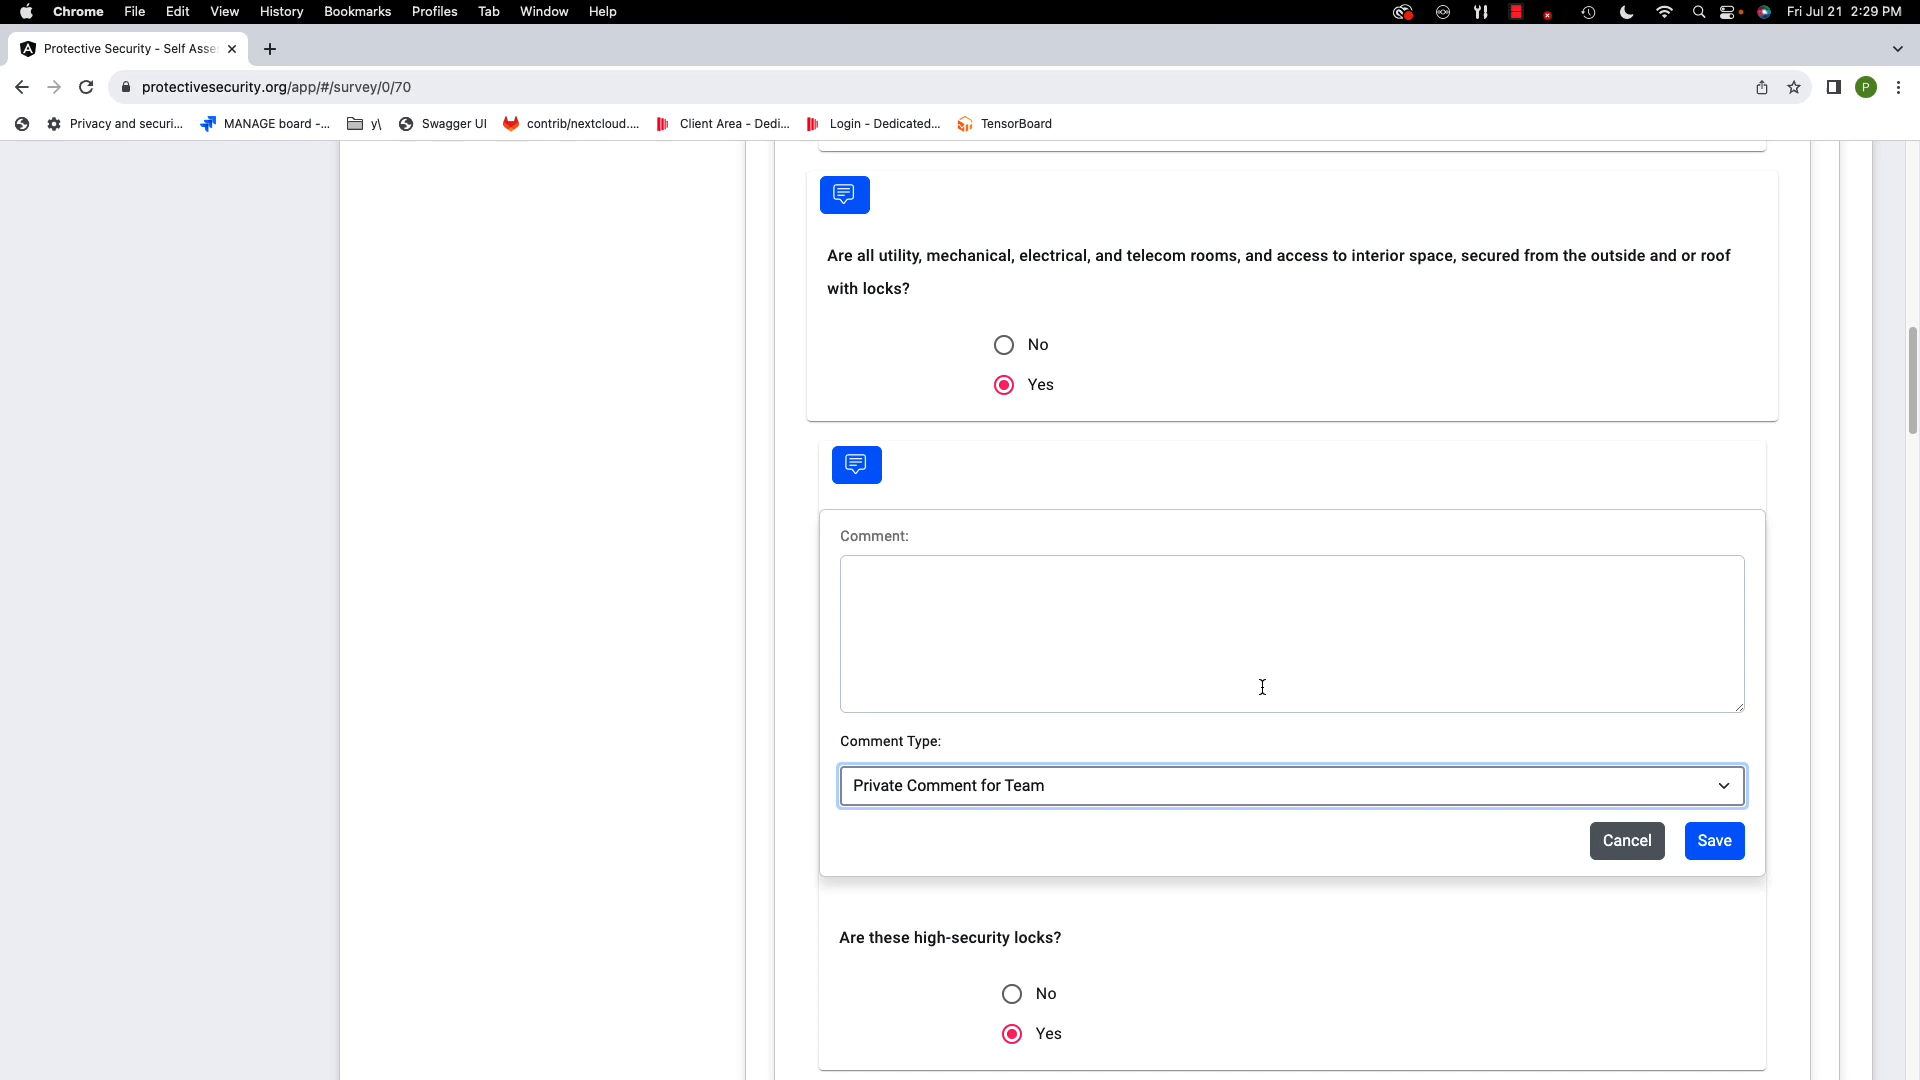 Chrome File Edit View History Bookmarks Profiles Tab Window Help Fri Jul 21 2:29 PM
Protective Security - Self Asse
protectivesecurity.org/app/#/survey/0/70 P
Privacy and securi... MANAGE board -... y\ Swagger UI contrib/nextcloud.... Client Area - Dedi... Login - Dedicated... TensorBoard
Are all utility, mechanical, electrical, and telecom rooms, and access to interior space, secured from the outside and or roof
with locks?
No
Yes
Comment:
Comment Type:
Private Comment for Team
Cancel Save
Are these high-security locks?
No
Yes